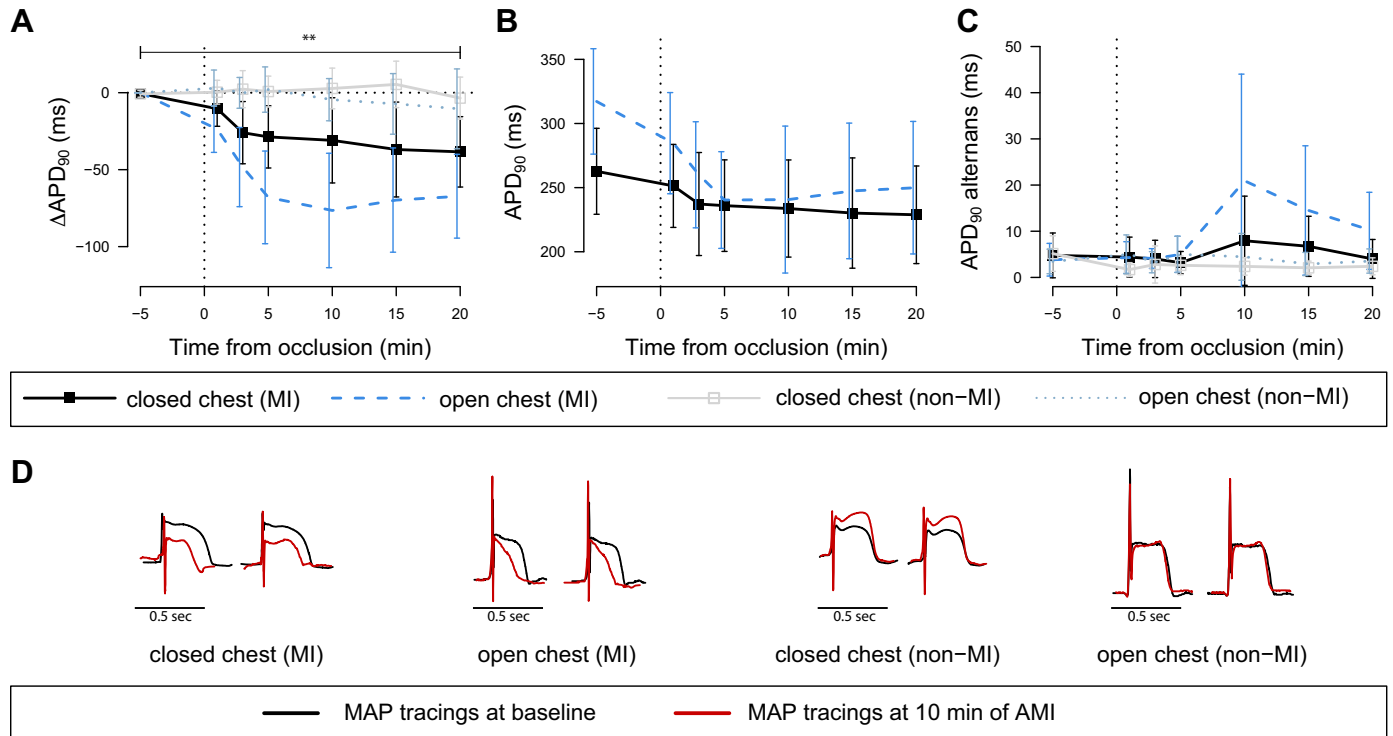 A
**
ΔAPD90 (ms)
0
−50
−100
−5 0 5 10 15 20
Time from occlusion (min)
B
APD90 (ms)
350
300
250
200
−5 0 5 10 15 20
Time from occlusion (min)
C
APD90 alternans (ms)
50
40
30
20
10
0
−5 0 5 10 15 20
Time from occlusion (min)
closed chest (MI) open chest (MI) closed chest (non−MI) open chest (non−MI)
D
0.5 sec 0.5 sec 0.5 sec 0.5 sec
closed chest (MI) open chest (MI) closed chest (non−MI) open chest (non−MI)
MAP tracings at baseline MAP tracings at 10 min of AMI